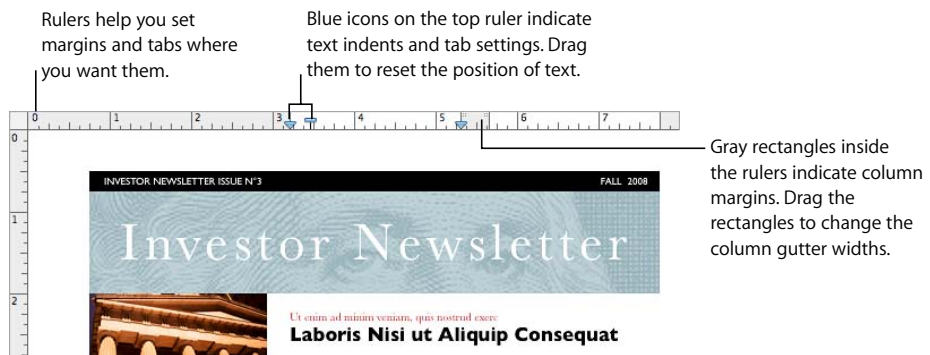 Rulers help you set
margins and tabs where
you want them.
Blue icons on the top ruler indicate
text indents and tab settings. Drag
them to reset the position of text.
0 1 2 3 4 5 6 7
0
1
2
Gray rectangles inside
the rulers indicate column
margins. Drag the
rectangles to change the
column gutter widths.
INVESTOR NEWSLETTER ISSUE N°3 FALL 2008
Investor Newsletter
Ut enim ad minim veniam, quis nostrud exerc
Laboris Nisi ut Aliquip Consequat